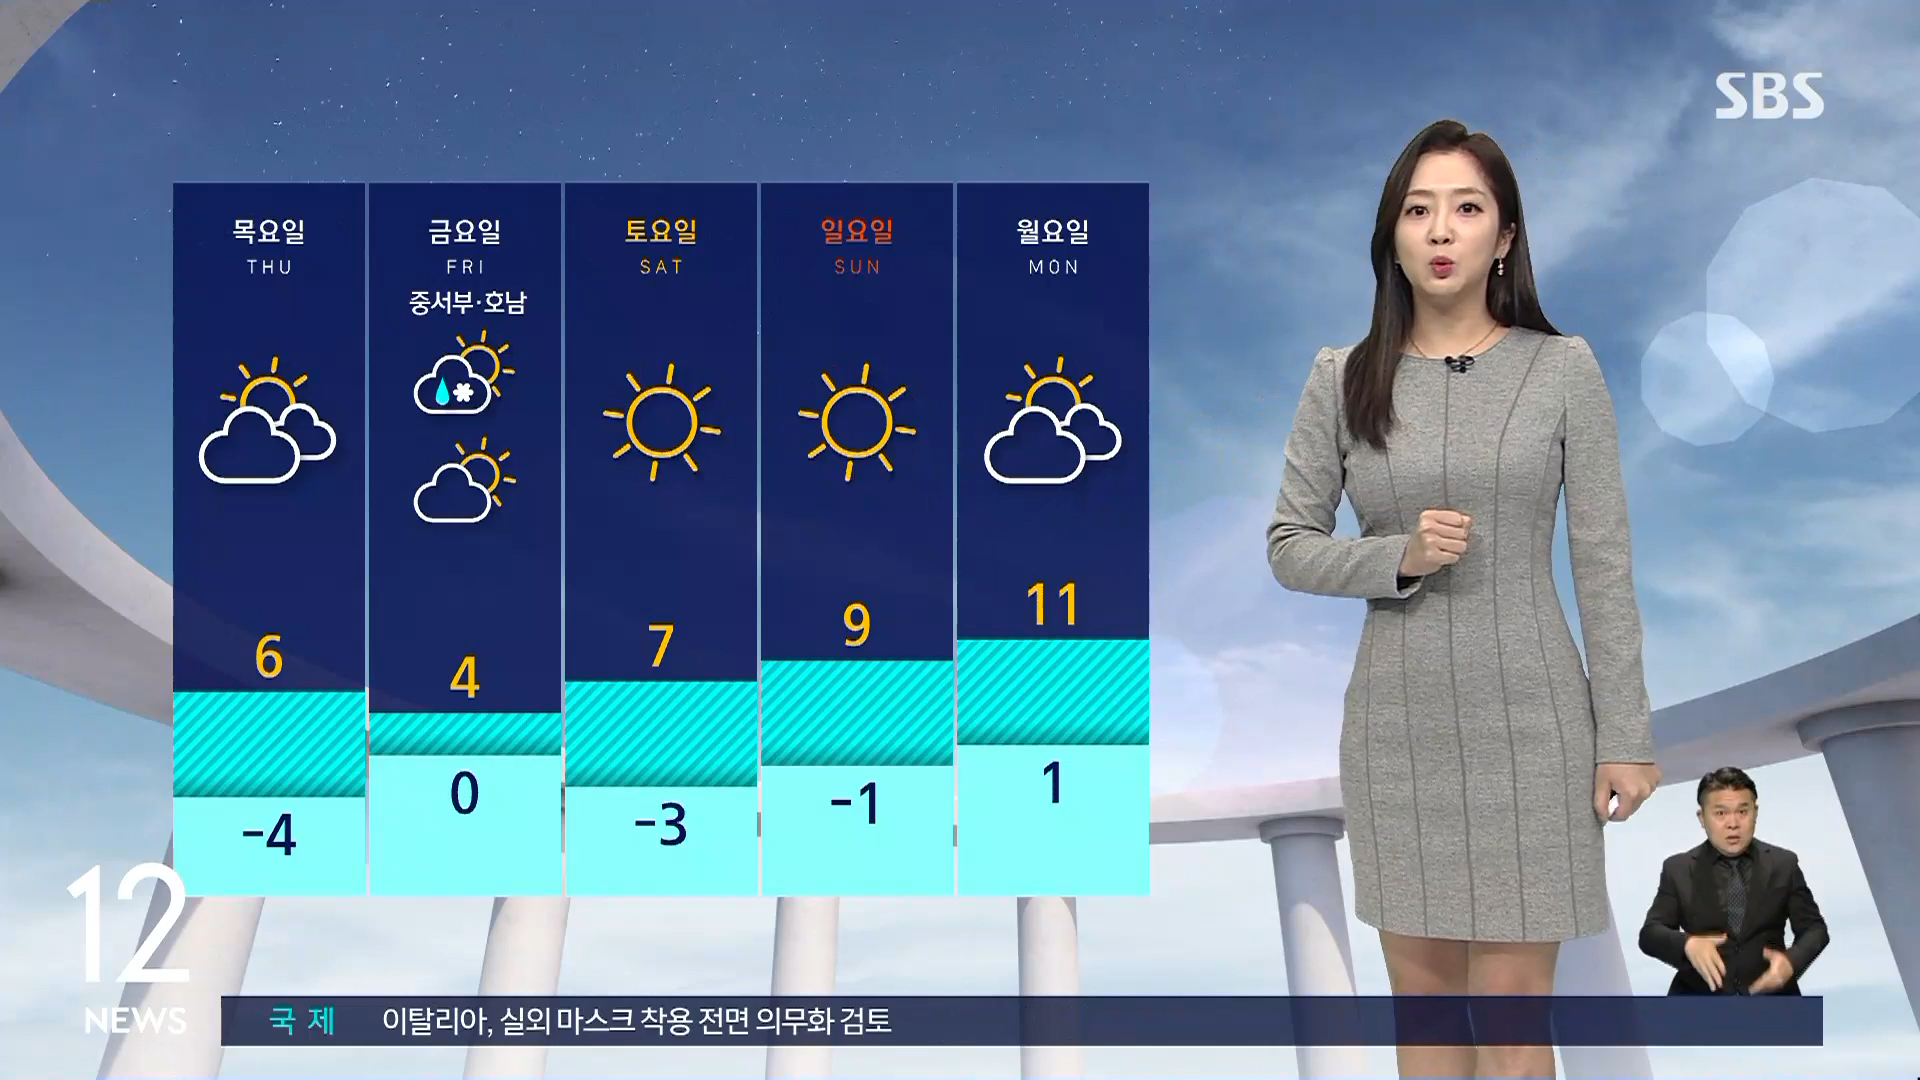 SBS
목요일
THU
6
-4
금요일
FRI
중서부·호남
4
0
토요일
SAT
7
-3
일요일
SUN
9
-1
월요일
MON
11
1
12
NEWS
국제 이탈리아, 실외 마스크 착용 전면 의무화 검토